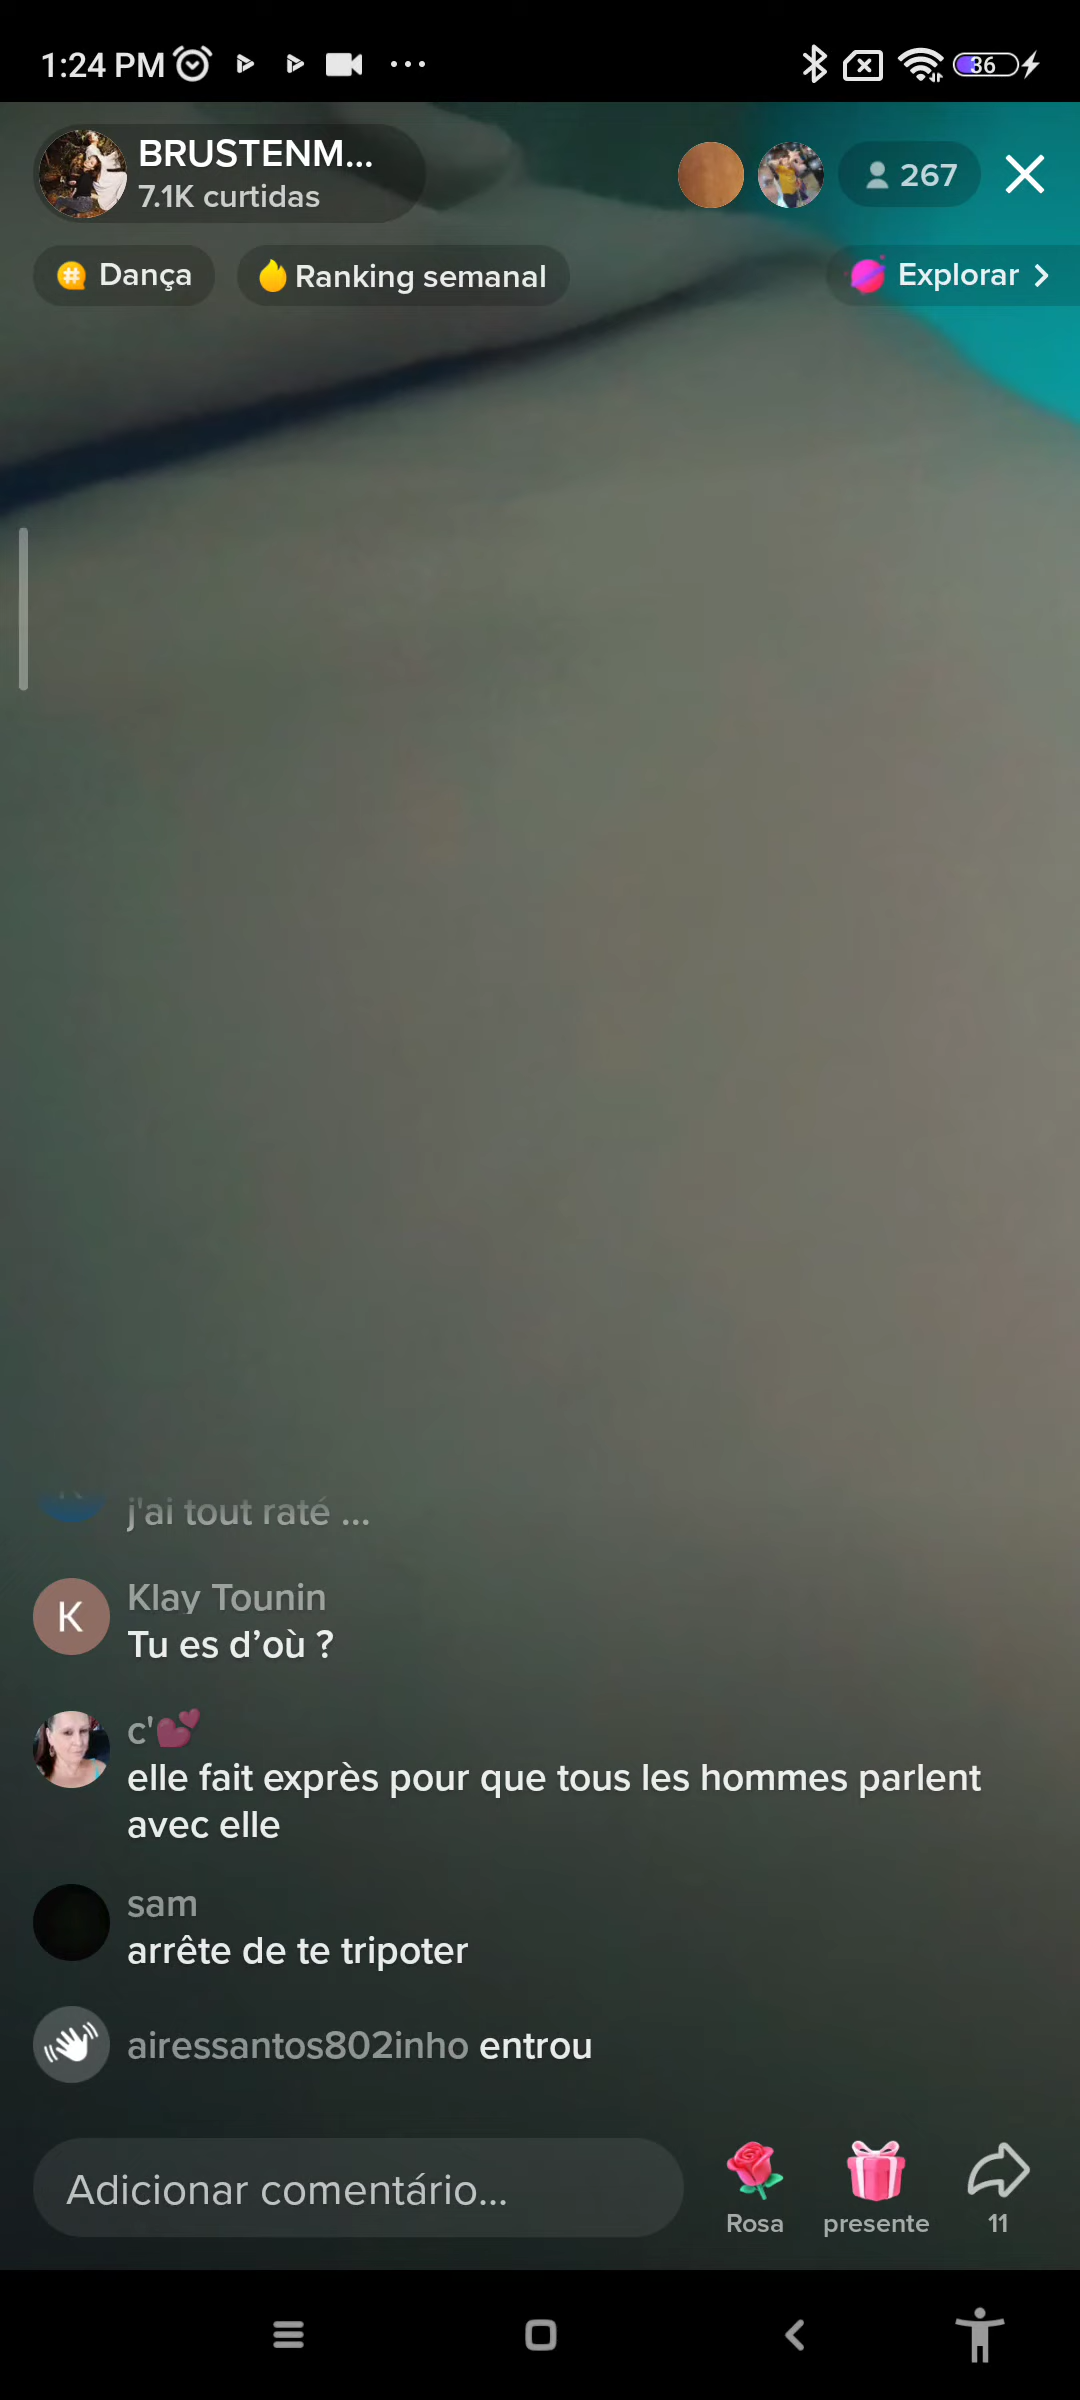 1:24 PM
36
BRUSTENM...
7.1K curtidas
267
Dança
Ranking semanal
Explorar
j'ai tout raté ...
K
Klay Tounin
Tu es d’où ?
c'💕
elle fait exprès pour que tous les hommes parlent
avec elle
sam
arrête de te tripoter
airessantos802inho entrou
Adicionar comentário...
Rosa
presente
11